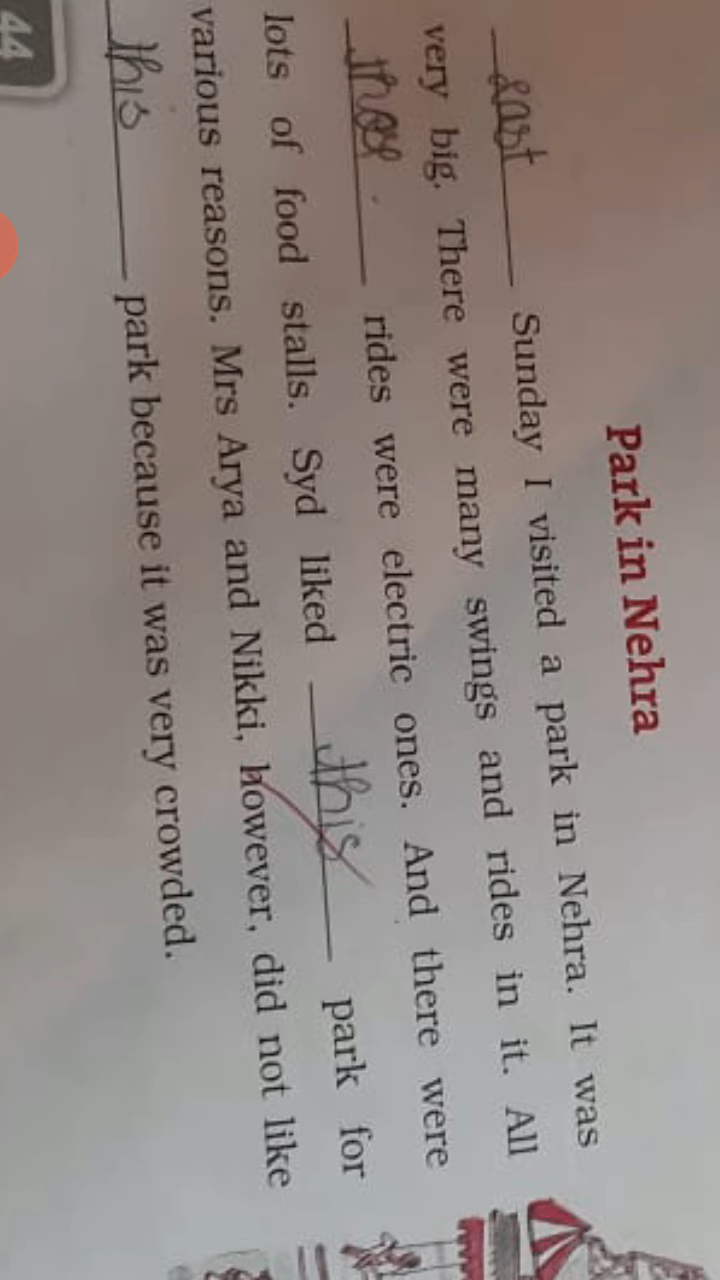 Park in Nehra
Last Sunday I visited a park in Nehra. It was
very big. There were many swings and rides in it. All
rides were electric ones. And there were
lots of food stalls. Syd liked this park for
various reasons. Mrs Arya and Nikki, however, did not like
this park because it was very crowded.
44